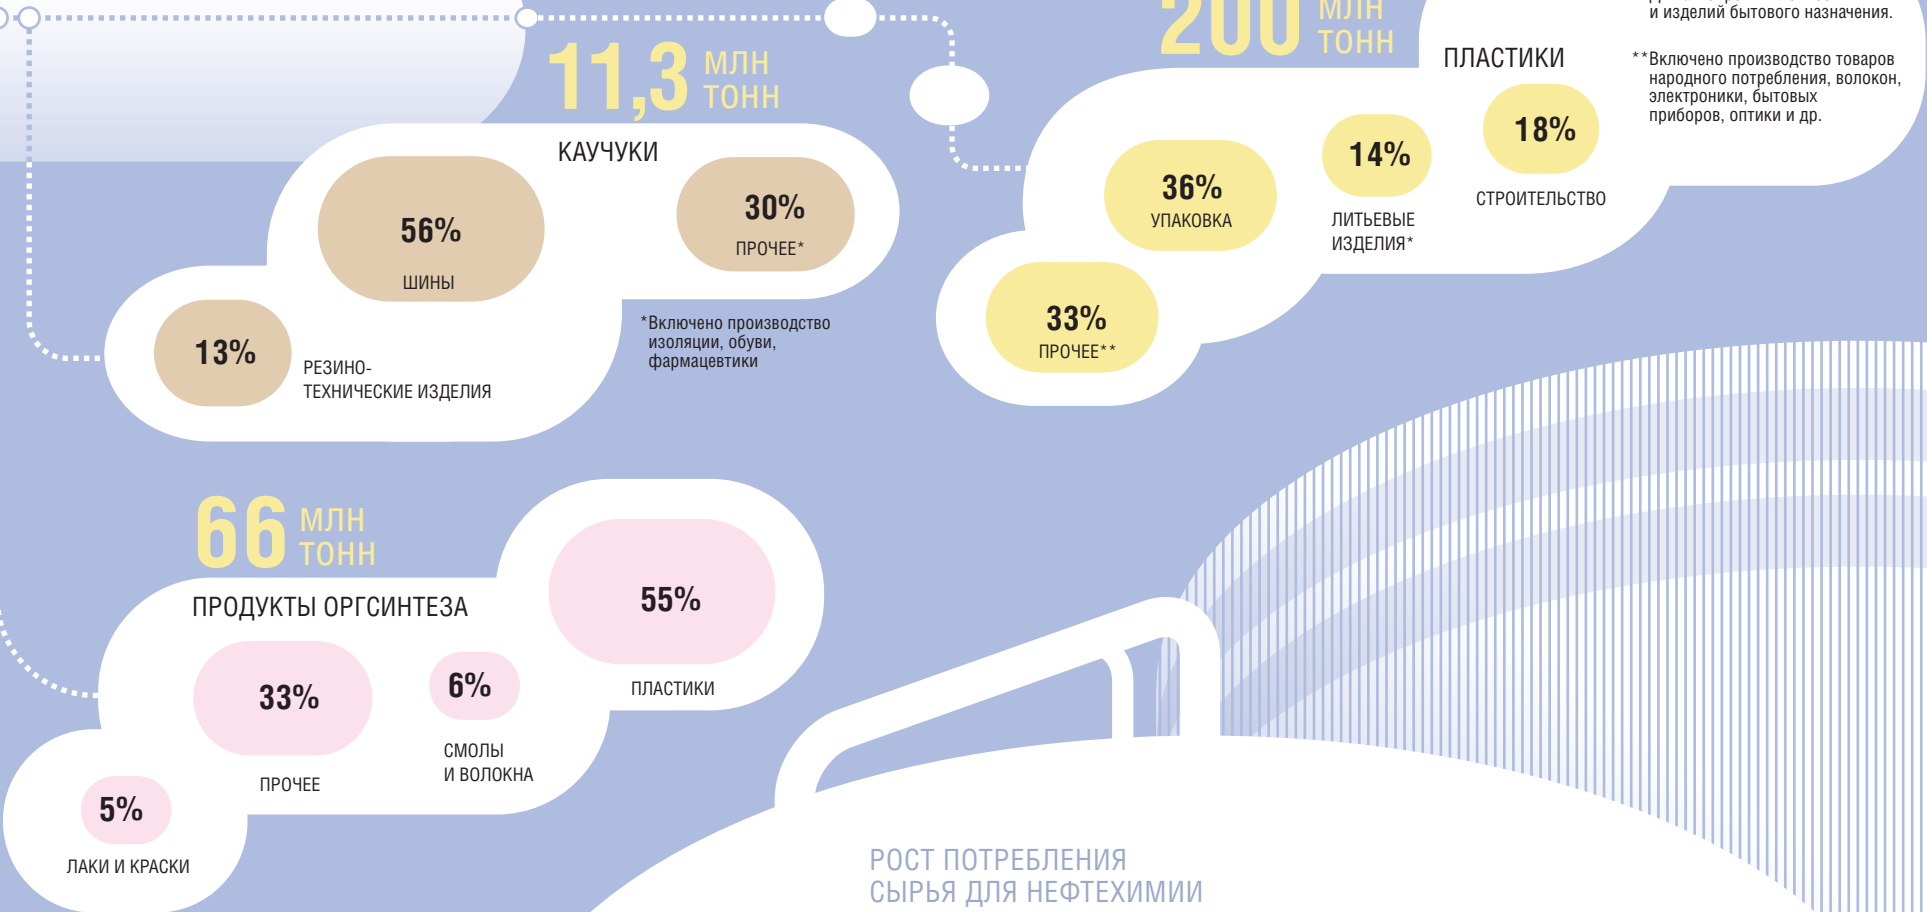 11,3 МЛН
ТОНН
КАУЧУКИ
56%
ШИНЫ
30%
ПРОЧЕЕ*
13%
РЕЗИНО-
ТЕХНИЧЕСКИЕ ИЗДЕЛИЯ
*Включено производство
изоляции, обуви,
фармацевтики
200 МЛН
ТОНН
ПЛАСТИКИ
36%
УПАКОВКА
14%
ЛИТЬЕВЫЕ
ИЗДЕЛИЯ*
18%
СТРОИТЕЛЬСТВО
33%
ПРОЧЕЕ**
и изделий бытового назначения.
**Включено производство товаров
народного потребления, волокон,
электроники, бытовых
приборов, оптики и др.
66 МЛН
ТОНН
ПРОДУКТЫ ОРГСИНТЕЗА
55%
ПЛАСТИКИ
33%
ПРОЧЕЕ
6%
СМОЛЫ
И ВОЛОКНА
5%
ЛАКИ И КРАСКИ
РОСТ ПОТРЕБЛЕНИЯ
СЫРЬЯ ДЛЯ НЕФТЕХИМИИ